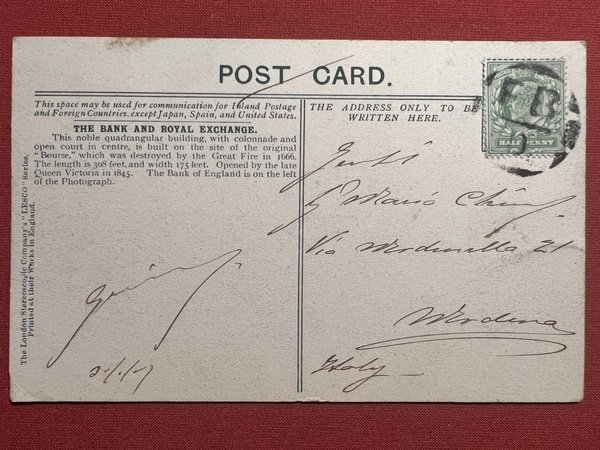 POST CARD.
This space may be used for communication for Inland Postage
and Foreign Countries, except Japan, Spain, and United States.
THE BANK AND ROYAL EXCHANGE.
This noble quadrangular building, with colonnade and
open court in centre, is built on the site of the original
"Bourse," which was destroyed by the Great Fire in 1666.
The length is 308 feet, and width 175 feet. Opened by the late
Queen Victoria in 1845. The Bank of England is on the left
of the Photograph.
The London Stereoscopic Company's "LESCO" Series.
Printed at their Works in England.
THE ADDRESS ONLY TO BE
WRITTEN HERE.
HALFPENNY
Mario
Via 21
Modena
Italy